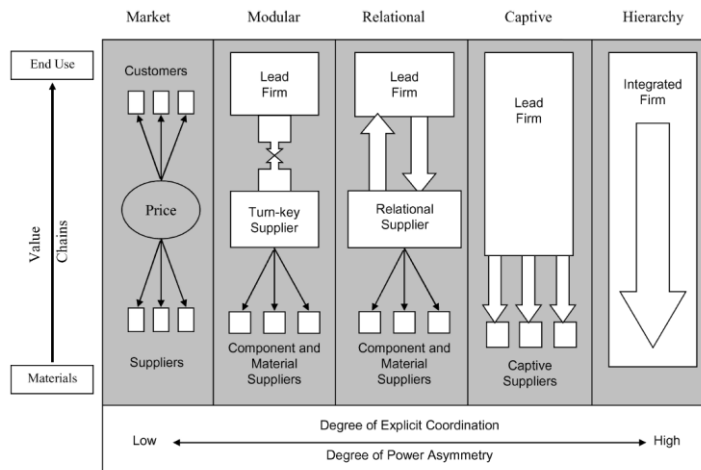 Market
Modular
Relational
Captive
Hierarchy
End Use
Value
Chains
Materials
Customers
Price
Suppliers
Lead
Firm
Turn-key
Supplier
Component and
Material
Suppliers
Lead
Firm
Relational
Supplier
Component and
Material
Suppliers
Lead
Firm
Captive
Suppliers
Integrated
Firm
Degree of Explicit Coordination
Low
High
Degree of Power Asymmetry